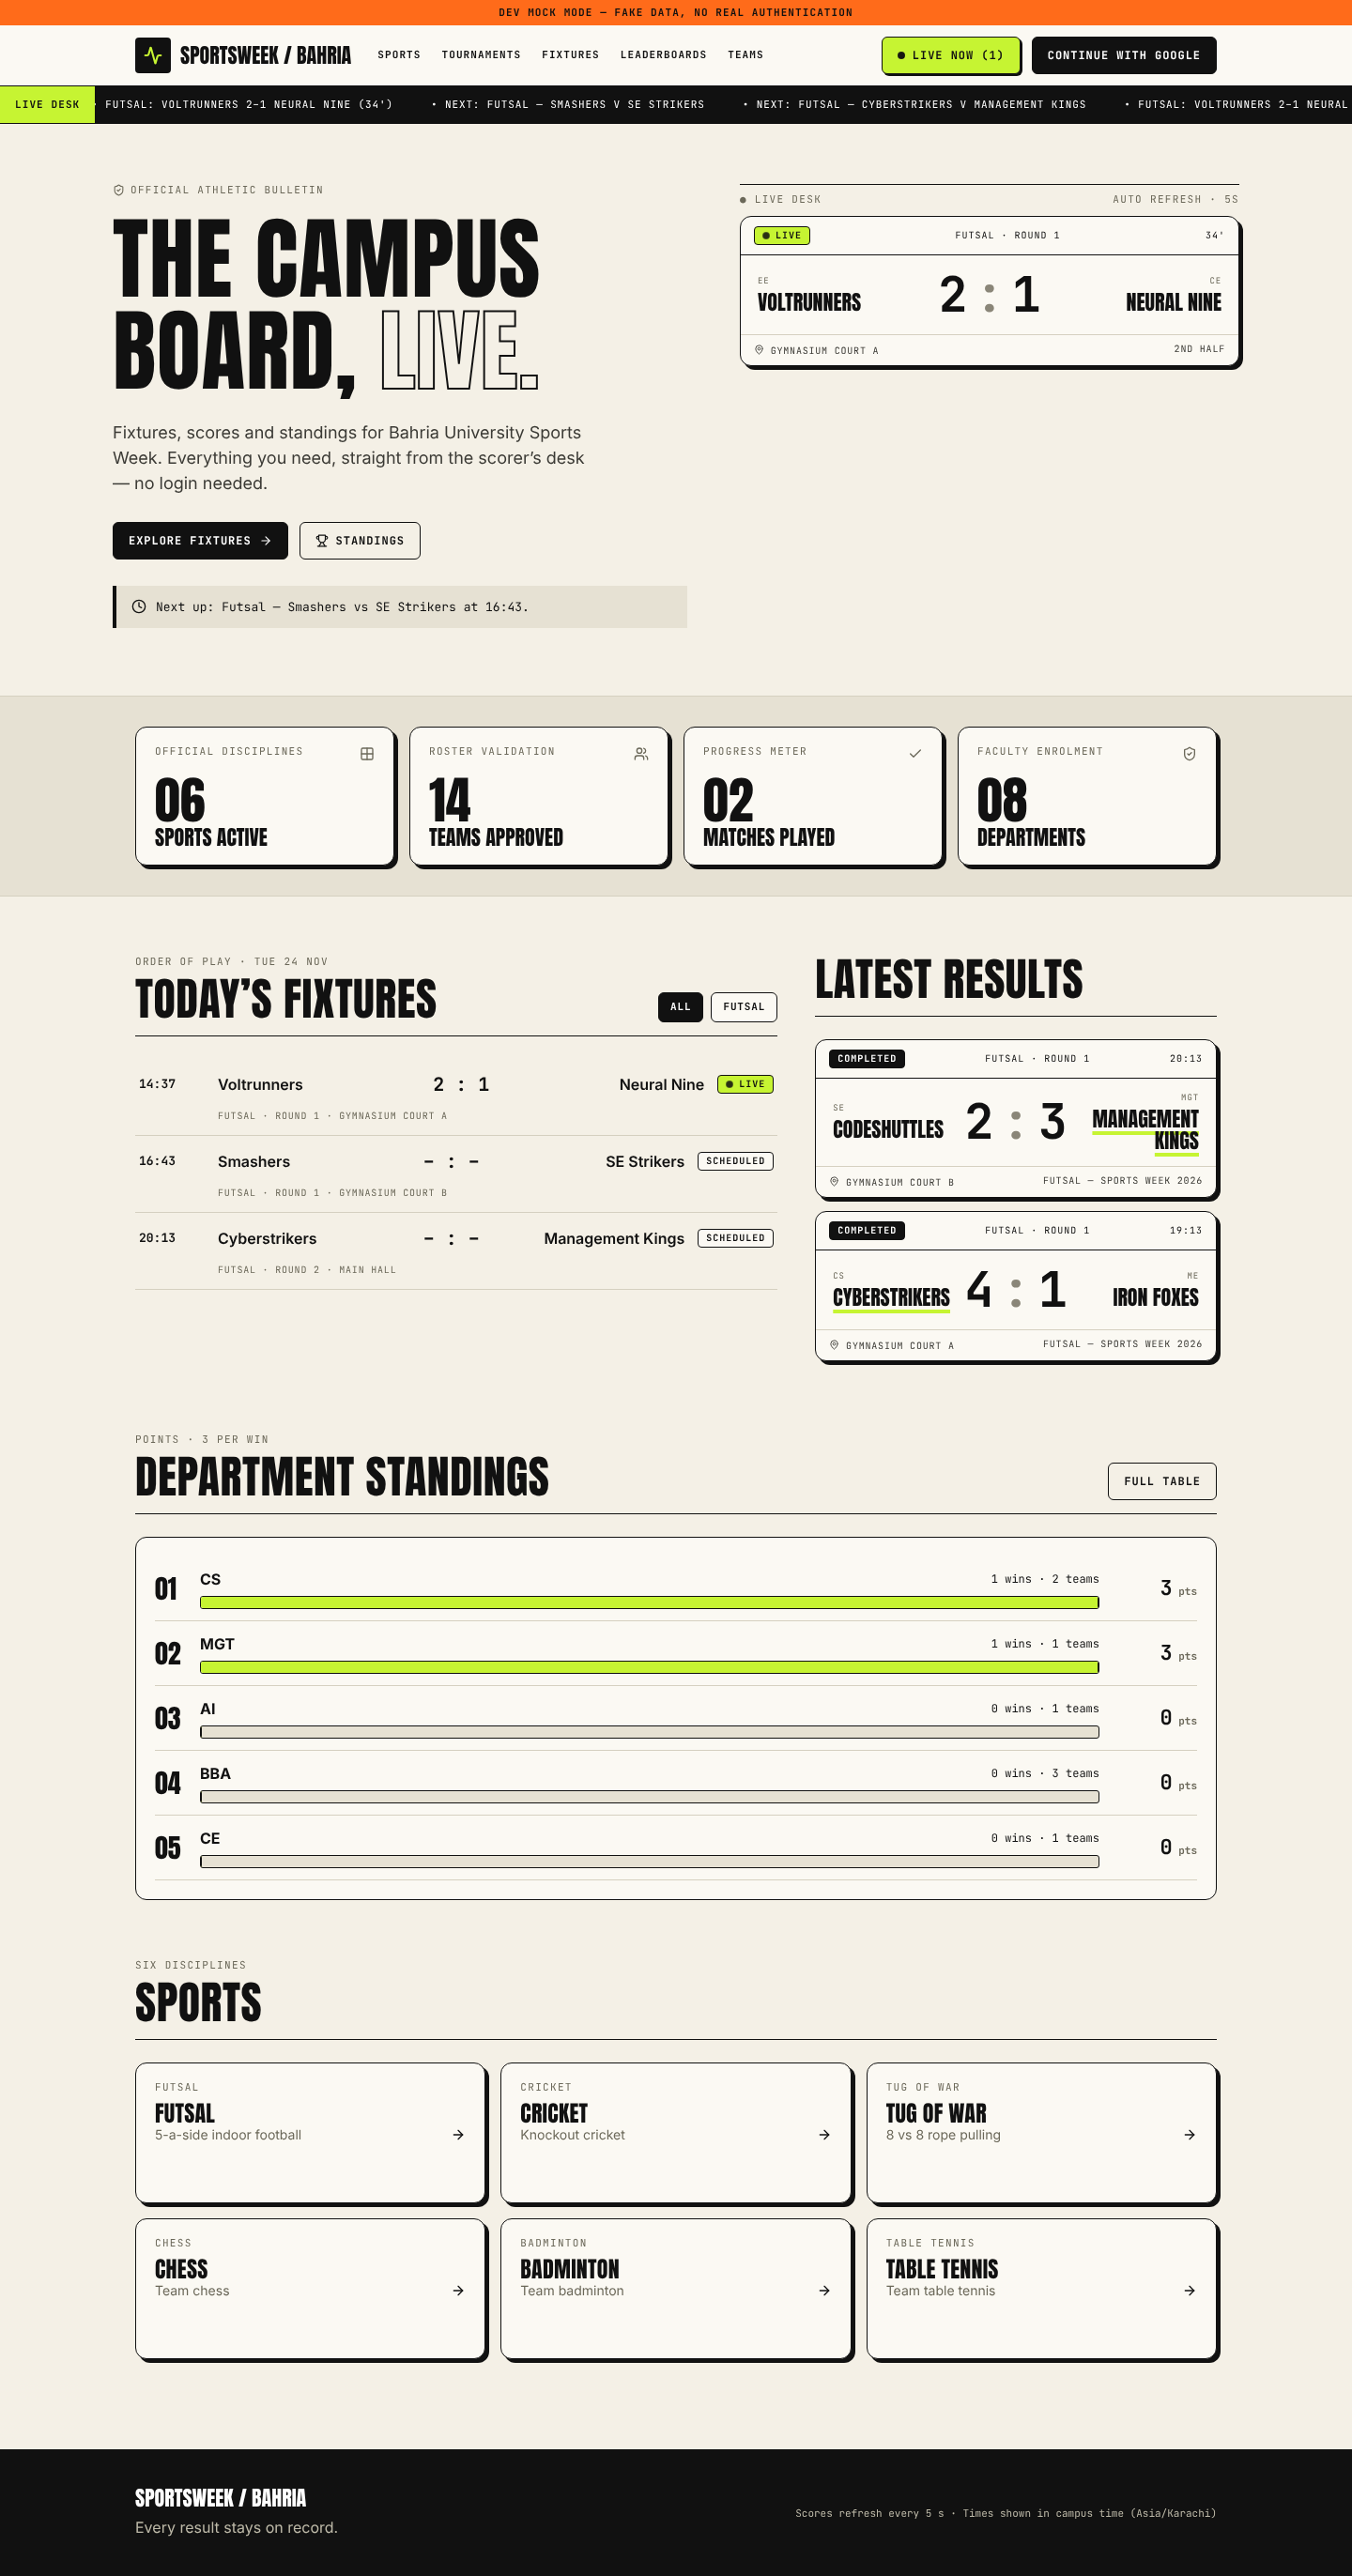 DEV MOCK MODE — FAKE DATA, NO REAL AUTHENTICATION
SPORTSWEEK / BAHRIA
SPORTS TOURNAMENTS FIXTURES LEADERBOARDS TEAMS
LIVE NOW (1)
CONTINUE WITH GOOGLE
LIVE DESK
• FUTSAL: VOLTRUNNERS 2–1 NEURAL NINE (34') • NEXT: FUTSAL — SMASHERS V SE STRIKERS • NEXT: FUTSAL — CYBERSTRIKERS V MANAGEMENT KINGS • FUTSAL: VOLTRUNNERS 2–1 NEURAL
OFFICIAL ATHLETIC BULLETIN
THE CAMPUS
BOARD, LIVE.
Fixtures, scores and standings for Bahria University Sports
Week. Everything you need, straight from the scorer’s desk
— no login needed.
EXPLORE FIXTURES →
STANDINGS
Next up: Futsal — Smashers vs SE Strikers at 16:43.
● LIVE DESK
AUTO REFRESH · 5S
LIVE
FUTSAL · ROUND 1
34'
EE
VOLTRUNNERS
2 : 1
CE
NEURAL NINE
GYMNASIUM COURT A
2ND HALF
OFFICIAL DISCIPLINES
06
SPORTS ACTIVE
ROSTER VALIDATION
14
TEAMS APPROVED
PROGRESS METER
02
MATCHES PLAYED
FACULTY ENROLMENT
08
DEPARTMENTS
ORDER OF PLAY · TUE 24 NOV
TODAY’S FIXTURES
ALL
FUTSAL
14:37 Voltrunners 2 : 1 Neural Nine LIVE
FUTSAL · ROUND 1 · GYMNASIUM COURT A
16:43 Smashers – : – SE Strikers SCHEDULED
FUTSAL · ROUND 1 · GYMNASIUM COURT B
20:13 Cyberstrikers – : – Management Kings SCHEDULED
FUTSAL · ROUND 2 · MAIN HALL
LATEST RESULTS
COMPLETED
FUTSAL · ROUND 1
20:13
SE
CODESHUTTLES
2 : 3
MGT
MANAGEMENT
KINGS
GYMNASIUM COURT B
FUTSAL — SPORTS WEEK 2026
COMPLETED
FUTSAL · ROUND 1
19:13
CS
CYBERSTRIKERS
4 : 1
ME
IRON FOXES
GYMNASIUM COURT A
FUTSAL — SPORTS WEEK 2026
POINTS · 3 PER WIN
DEPARTMENT STANDINGS
FULL TABLE
01 CS 1 wins · 2 teams 3 pts
02 MGT 1 wins · 1 teams 3 pts
03 AI 0 wins · 1 teams 0 pts
04 BBA 0 wins · 3 teams 0 pts
05 CE 0 wins · 1 teams 0 pts
SIX DISCIPLINES
SPORTS
FUTSAL
FUTSAL
5-a-side indoor football →
CRICKET
CRICKET
Knockout cricket →
TUG OF WAR
TUG OF WAR
8 vs 8 rope pulling →
CHESS
CHESS
Team chess →
BADMINTON
BADMINTON
Team badminton →
TABLE TENNIS
TABLE TENNIS
Team table tennis →
SPORTSWEEK / BAHRIA
Every result stays on record.
Scores refresh every 5 s · Times shown in campus time (Asia/Karachi)